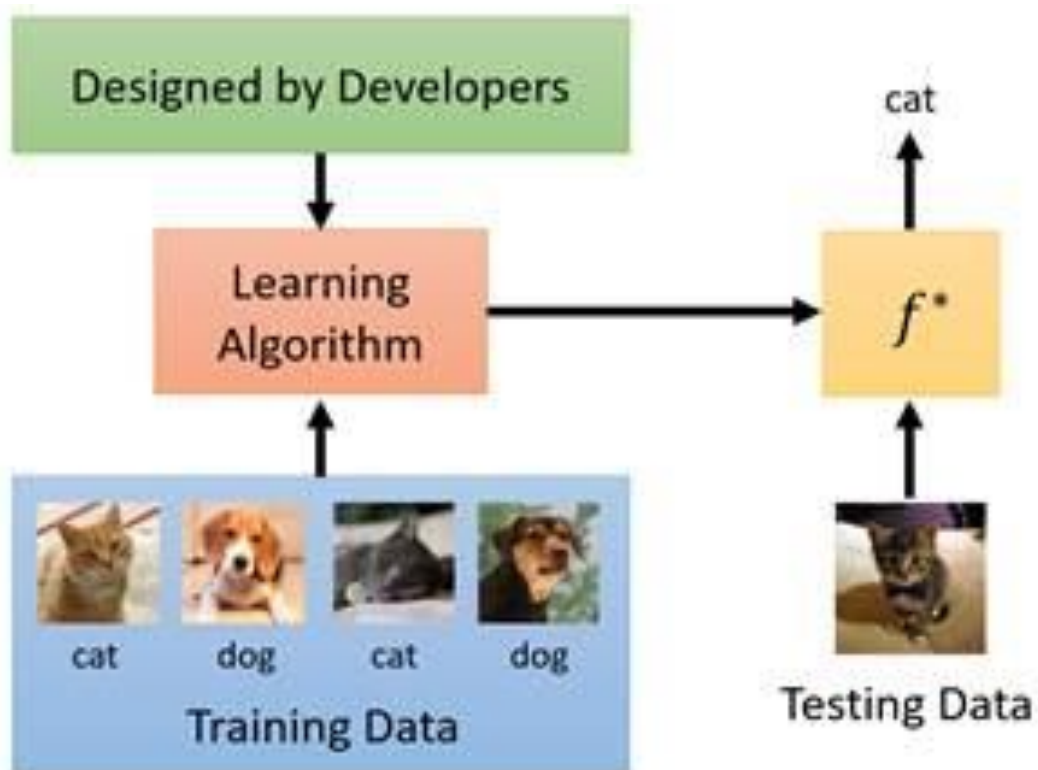 Designed by Developers
cat
Learning
Algorithm
f*
cat
dog
cat
dog
Training Data
Testing Data